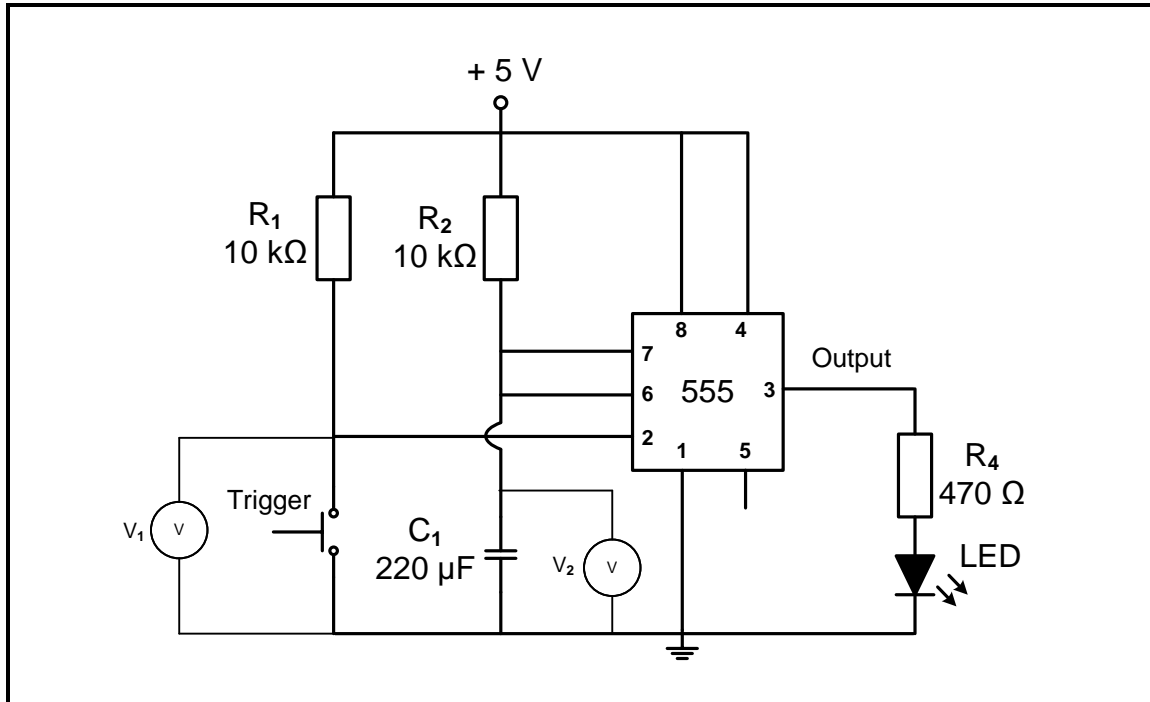 + 5 V
R1
10 kΩ
R2
10 kΩ
8 4
7
Output
6 555 3
2
1 5
R4
470 Ω
Trigger
V1
V
C1
220 µF
V2
V
LED